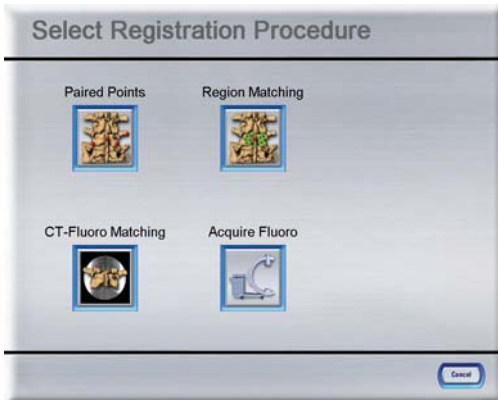 Select Registration Procedure
Paired Points
Region Matching
CT-Fluoro Matching
Acquire Fluoro
Cancel